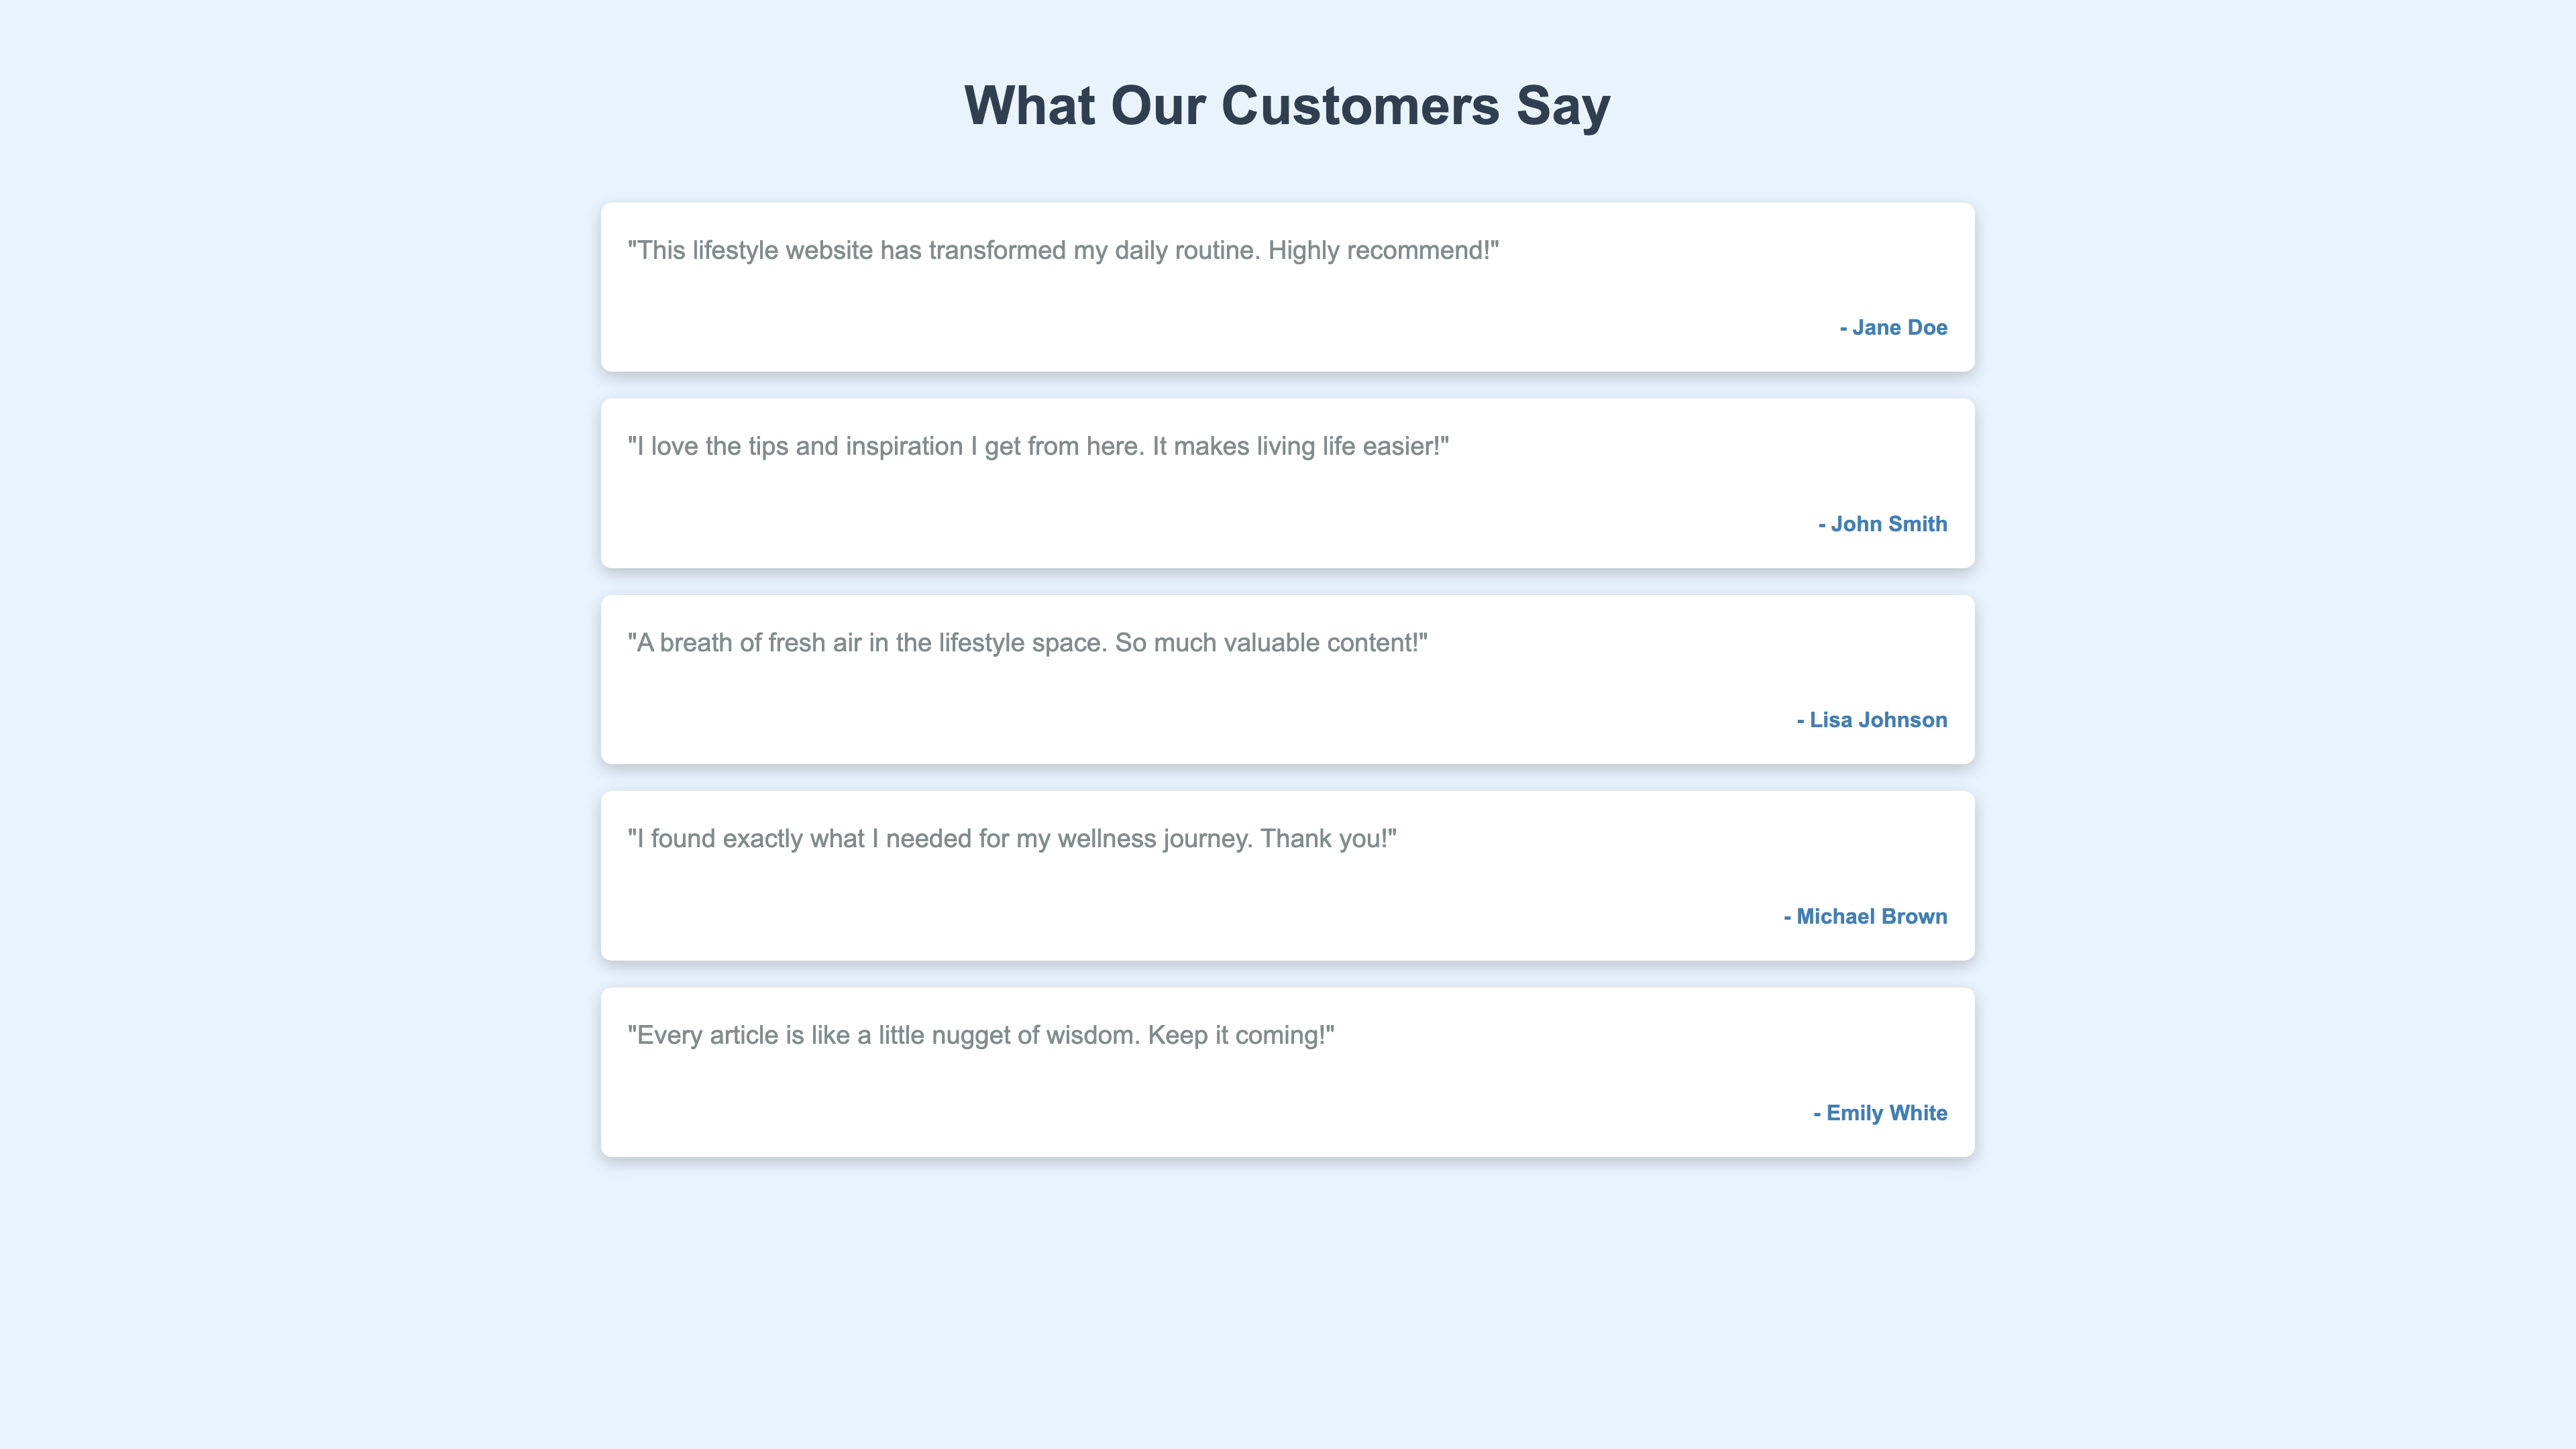 What Our Customers Say
"This lifestyle website has transformed my daily routine. Highly recommend!"
- Jane Doe
"I love the tips and inspiration I get from here. It makes living life easier!"
- John Smith
"A breath of fresh air in the lifestyle space. So much valuable content!"
- Lisa Johnson
"I found exactly what I needed for my wellness journey. Thank you!"
- Michael Brown
"Every article is like a little nugget of wisdom. Keep it coming!"
- Emily White